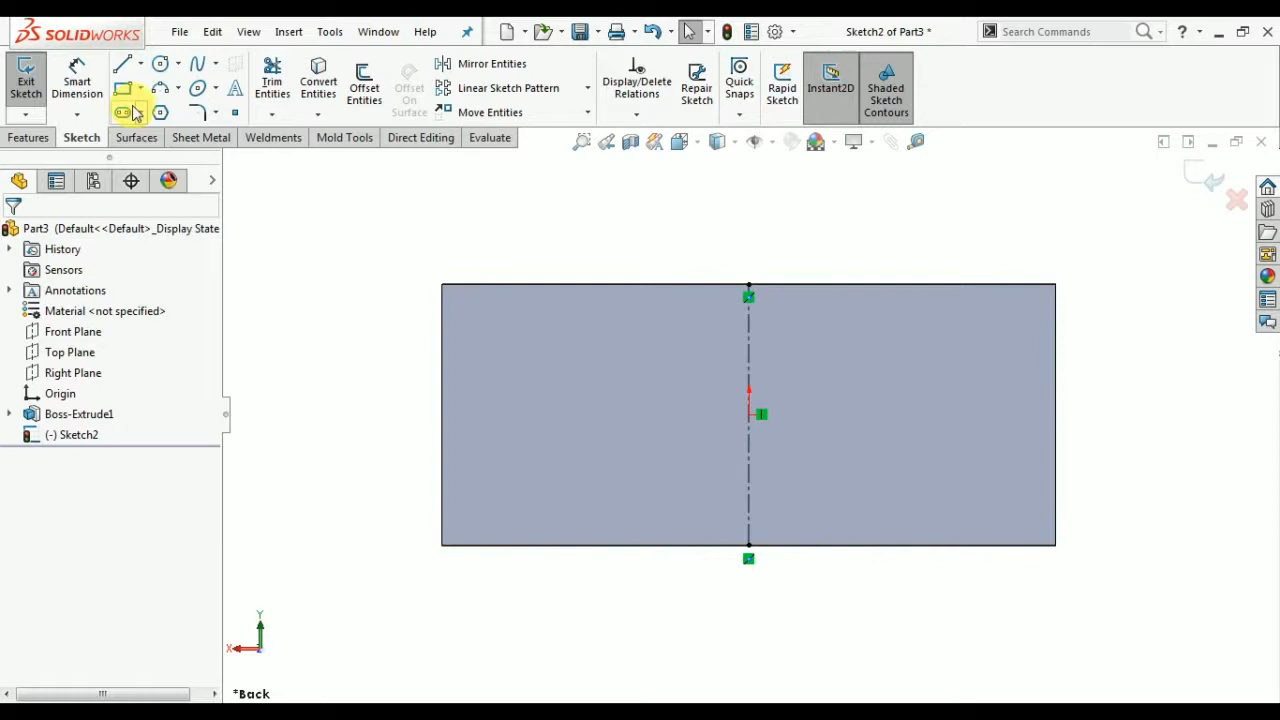 SOLIDWORKS File Edit View Insert Tools Window Help Sketch2 of Part3 * Search Commands ?
Exit Sketch
Smart Dimension
Trim Entities
Convert Entities
Offset Entities
Offset On Surface
Mirror Entities
Linear Sketch Pattern
Move Entities
Display/Delete Relations
Repair Sketch
Quick Snaps
Rapid Sketch
Instant2D
Shaded Sketch Contours
Features Sketch Surfaces Sheet Metal Weldments Mold Tools Direct Editing Evaluate
Part3 (Default<<Default>_Display State
History
Sensors
Annotations
Material <not specified>
Front Plane
Top Plane
Right Plane
Origin
Boss-Extrude1
(-) Sketch2
Y
X
*Back